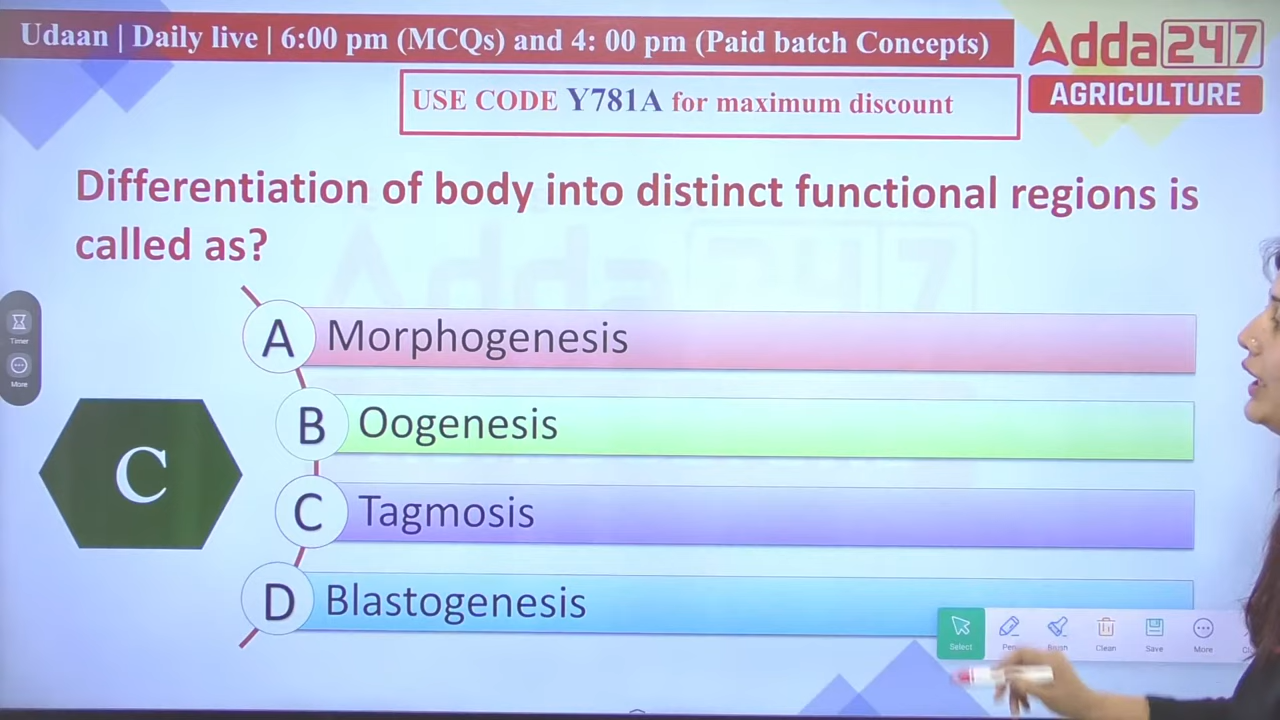 Udaan | Daily live | 6:00 pm (MCQs) and 4: 00 pm (Paid batch Concepts)
Adda247
AGRICULTURE
USE CODE Y781A for maximum discount
Differentiation of body into distinct functional regions is
called as?
A Morphogenesis
B Oogenesis
C Tagmosis
D Blastogenesis
C
Timer
More
Select
Clean
Save
More